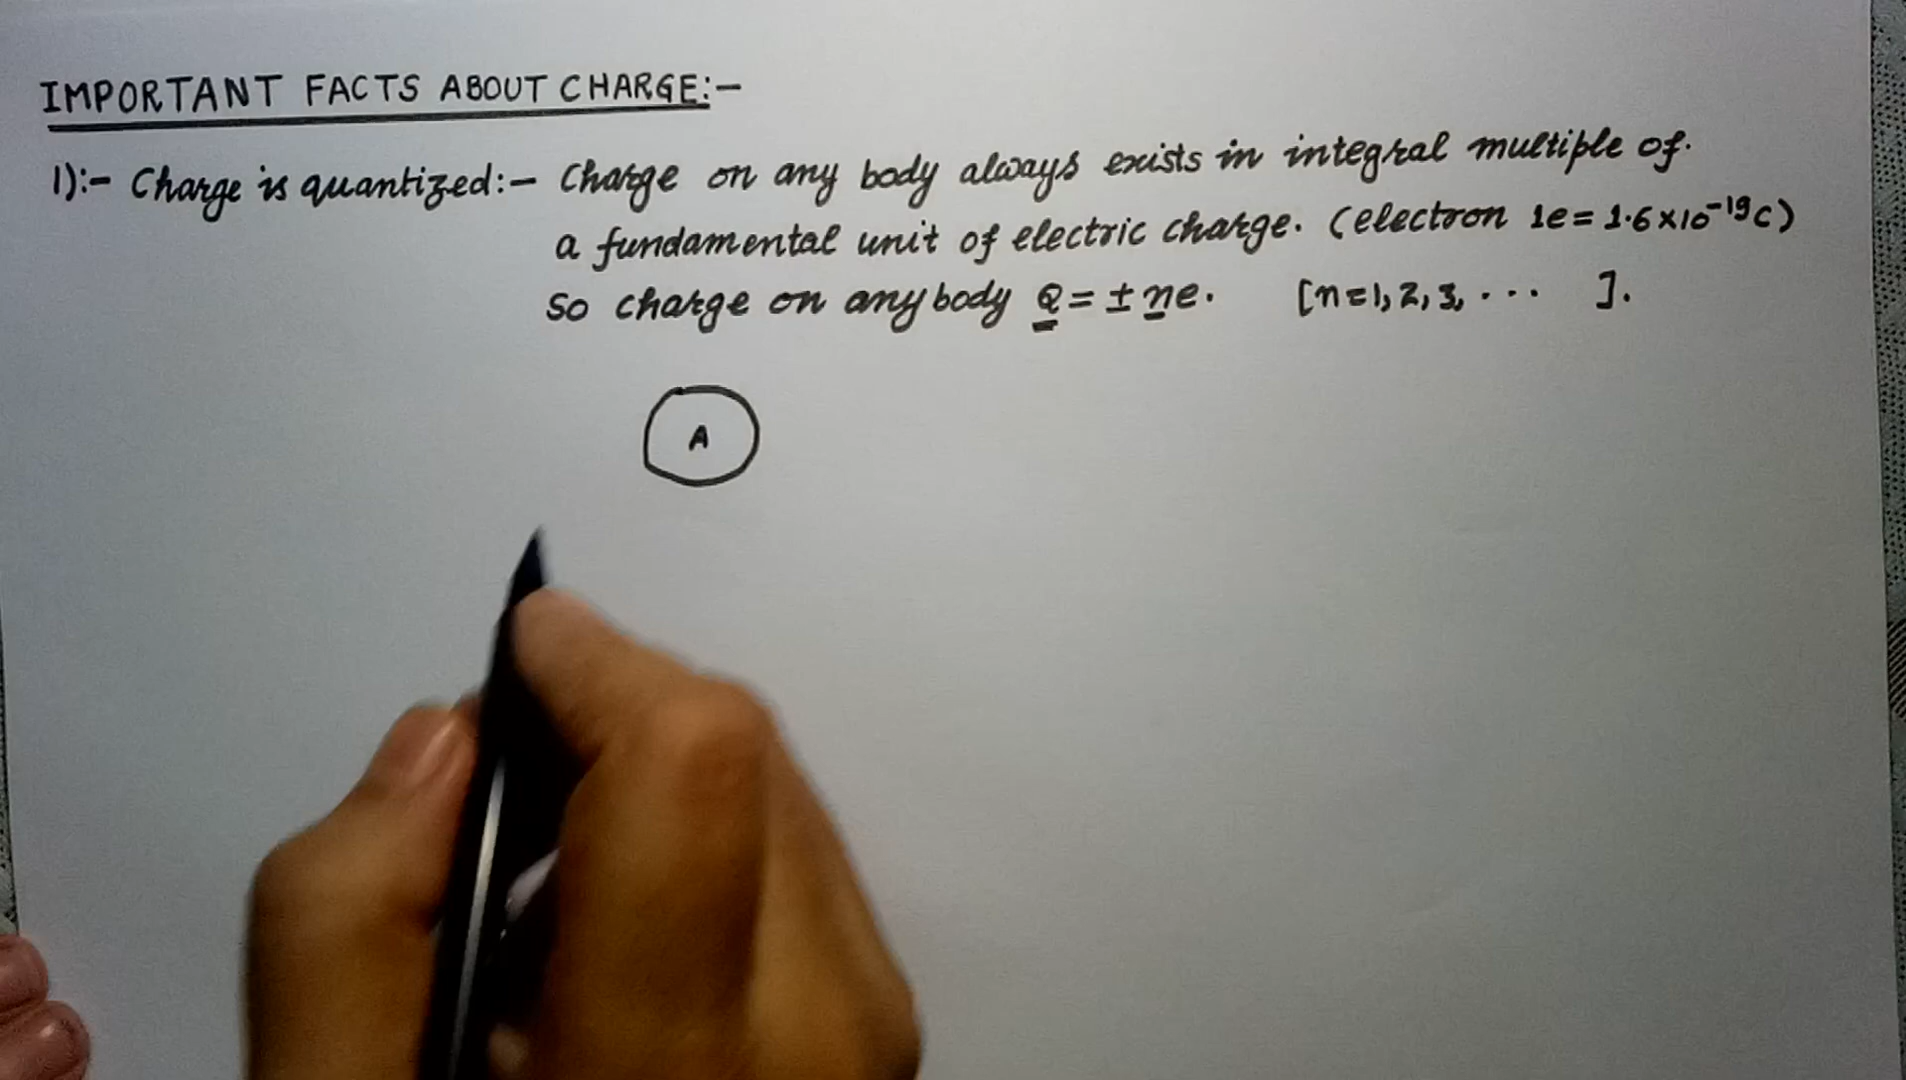 IMPORTANT FACTS ABOUT CHARGE:-
1):- Charge is quantized:- Charge on any body always exists in integral multiple of.
a fundamental unit of electric charge. (electron 1e = 1.6×10⁻¹⁹C)
So charge on any body Q = ± ne. [n=1, 2, 3, ... ].
A